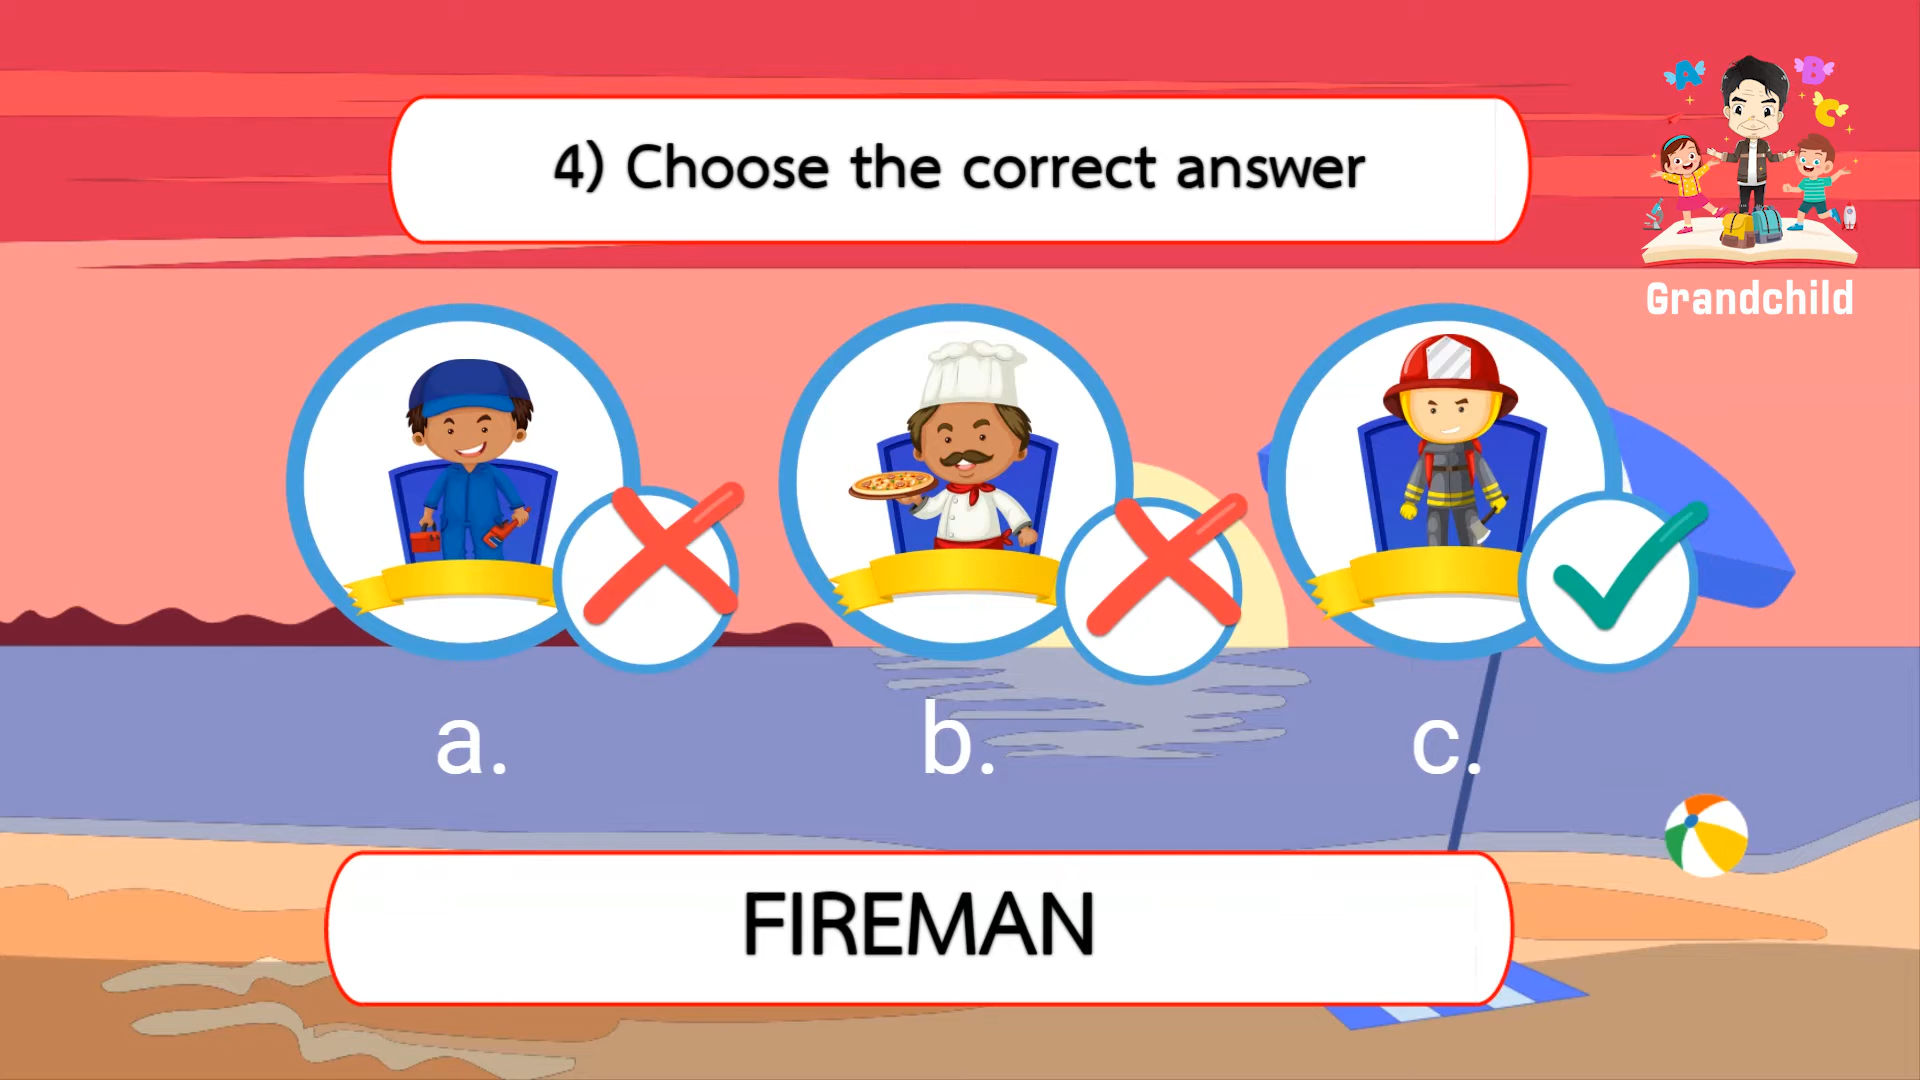 4) Choose the correct answer
A B C
Grandchild
a. b. c.
FIREMAN